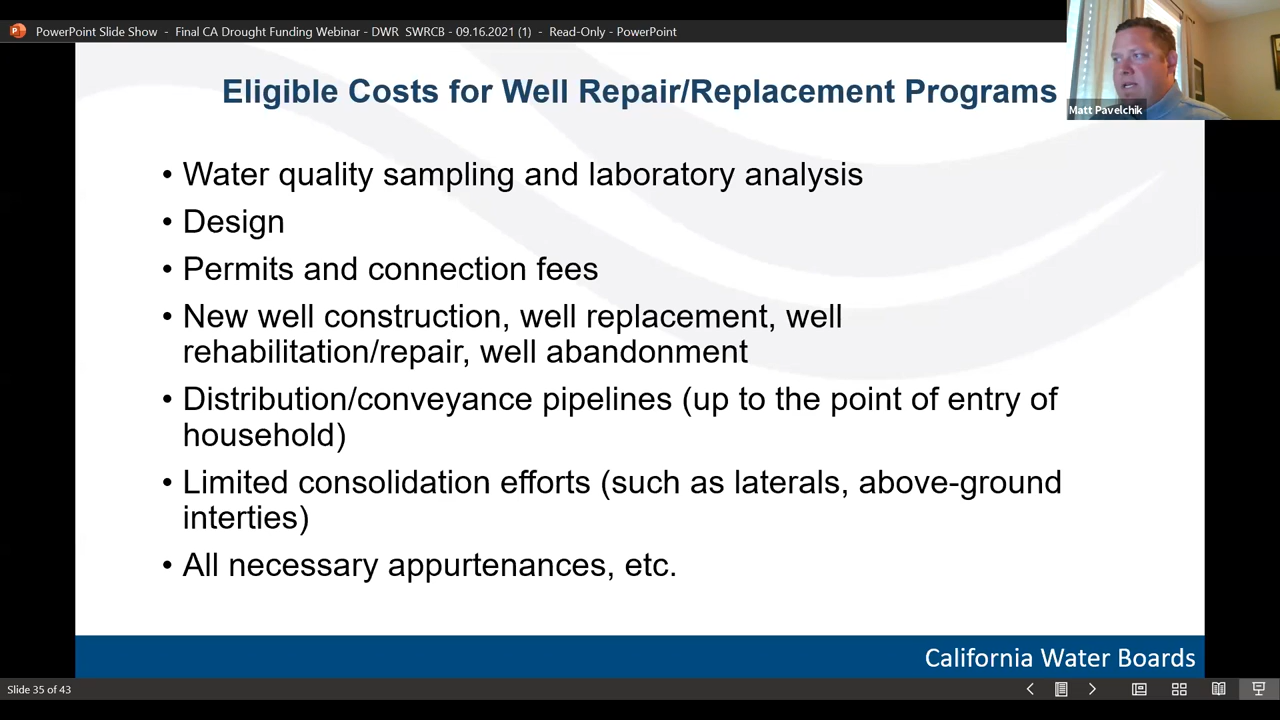 PowerPoint Slide Show - Final CA Drought Funding Webinar - DWR SWRCB - 09.16.2021 (1) - Read-Only - PowerPoint
Matt Pavelchik
Eligible Costs for Well Repair/Replacement Programs
• Water quality sampling and laboratory analysis
• Design
• Permits and connection fees
• New well construction, well replacement, well
rehabilitation/repair, well abandonment
• Distribution/conveyance pipelines (up to the point of entry of
household)
• Limited consolidation efforts (such as laterals, above-ground
interties)
• All necessary appurtenances, etc.
California Water Boards
Slide 35 of 43